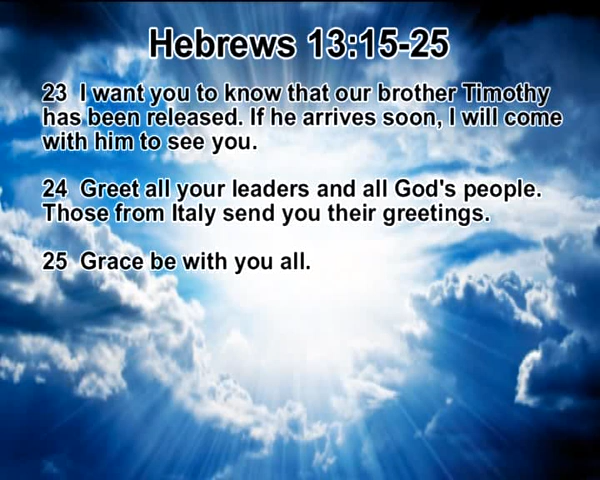 Hebrews 13:15-25
23 I want you to know that our brother Timothy
has been released. If he arrives soon, I will come
with him to see you.
24 Greet all your leaders and all God's people.
Those from Italy send you their greetings.
25 Grace be with you all.